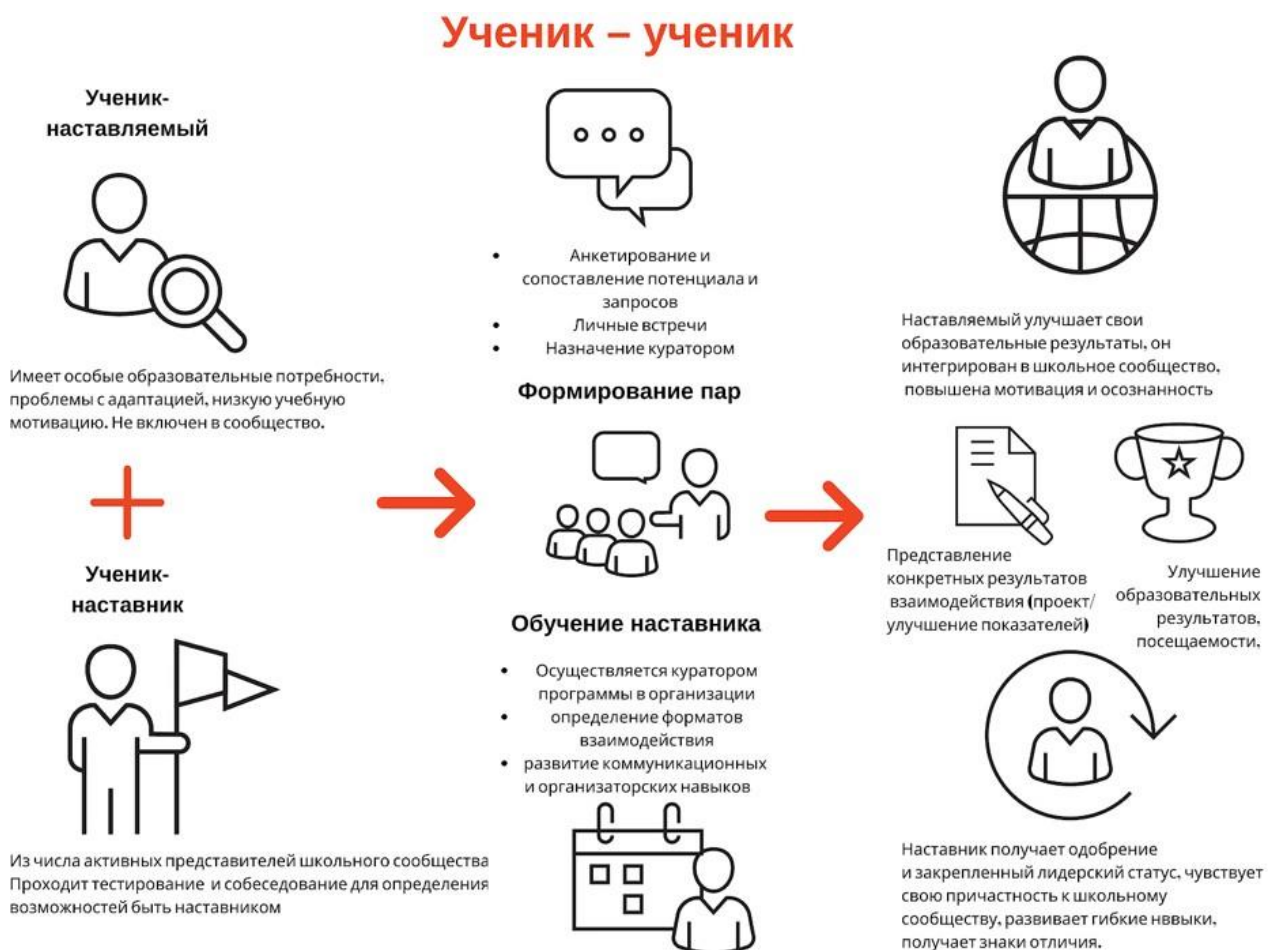 Ученик – ученик
Ученик-
наставляемый
Имеет особые образовательные потребности,
проблемы с адаптацией, низкую учебную
мотивацию. Не включен в сообщество.
Ученик-
наставник
Из числа активных представителей школьного сообщества
Проходит тестирование и собеседование для определения
возможностей быть наставником
• Анкетирование и
сопоставление потенциала и
запросов
• Личные встречи
• Назначение куратором
Формирование пар
Обучение наставника
• Осуществляется куратором
программы в организации
• определение форматов
взаимодействия
• развитие коммуникационных
и организаторских навыков
Наставляемый улучшает свои
образовательные результаты, он
интегрирован в школьное сообщество,
повышена мотивация и осознанность
Представление
конкретных результатов
взаимодействия (проект/
улучшение показателей)
Улучшение
образовательных
результатов,
посещаемости.
Наставник получает одобрение
и закрепленный лидерский статус, чувствует
свою причастность к школьному
сообществу, развивает гибкие нввыки,
получает знаки отличия.